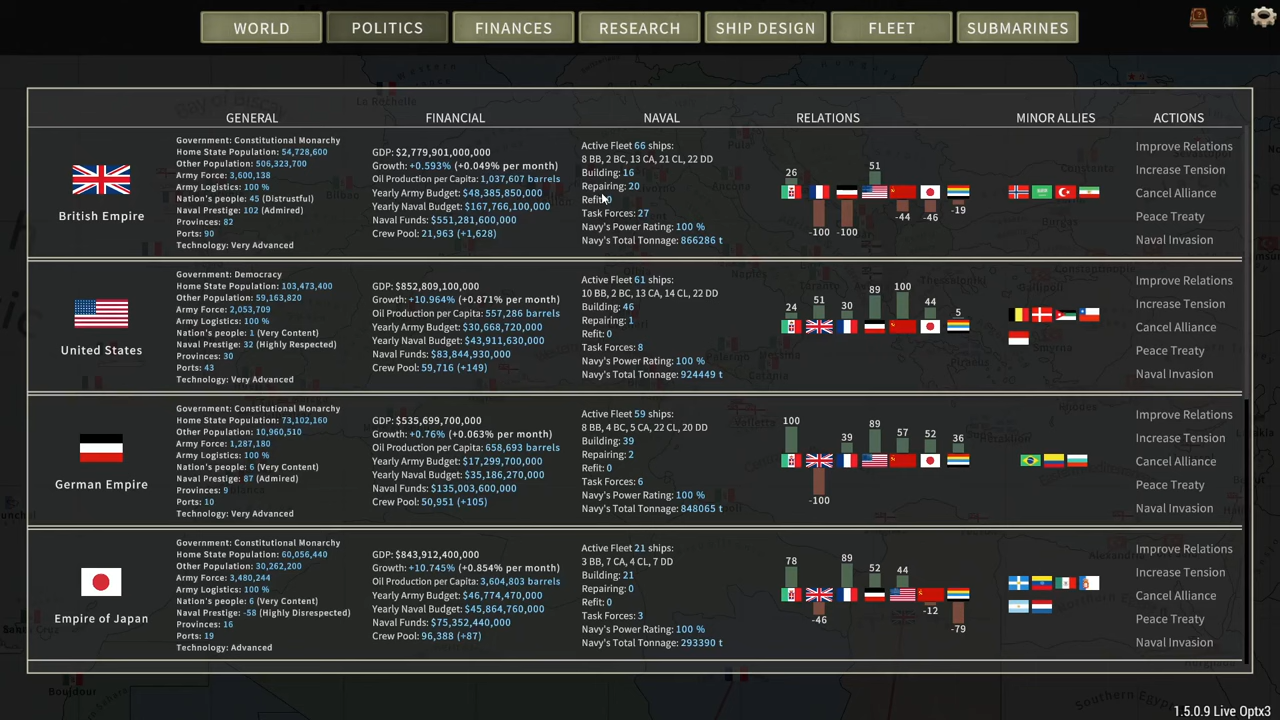 WORLD
POLITICS
FINANCES
RESEARCH
SHIP DESIGN
FLEET
SUBMARINES
GENERAL
FINANCIAL
NAVAL
RELATIONS
MINOR ALLIES
ACTIONS
British Empire
Government: Constitutional Monarchy
Home State Population: 54,728,600
Other Population: 506,323,700
Army Force: 3,600,138
Army Logistics: 100 %
Nation's people: 45 (Distrustful)
Naval Prestige: 102 (Admired)
Provinces: 82
Ports: 90
Technology: Very Advanced
GDP: $2,779,901,000,000
Growth: +0.593% (+0.049% per month)
Oil Production per Capita: 1,037,607 barrels
Yearly Army Budget: $48,385,850,000
Yearly Naval Budget: $167,766,100,000
Naval Funds: $551,281,600,000
Crew Pool: 21,963 (+1,628)
Active Fleet 66 ships:
8 BB, 2 BC, 13 CA, 21 CL, 22 DD
Building: 16
Repairing: 20
Refit: 0
Task Forces: 27
Navy's Power Rating: 100 %
Navy's Total Tonnage: 866286 t
26
-100
-100
51
-44
-46
-19
Improve Relations
Increase Tension
Cancel Alliance
Peace Treaty
Naval Invasion
United States
Government: Democracy
Home State Population: 103,473,400
Other Population: 59,163,820
Army Force: 2,053,709
Army Logistics: 100 %
Nation's people: 1 (Very Content)
Naval Prestige: 32 (Highly Respected)
Provinces: 30
Ports: 43
Technology: Very Advanced
GDP: $852,809,100,000
Growth: +10.964% (+0.871% per month)
Oil Production per Capita: 557,286 barrels
Yearly Army Budget: $30,668,720,000
Yearly Naval Budget: $43,911,630,000
Naval Funds: $83,844,930,000
Crew Pool: 59,716 (+149)
Active Fleet 61 ships:
10 BB, 2 BC, 13 CA, 14 CL, 22 DD
Building: 46
Repairing: 1
Refit: 0
Task Forces: 8
Navy's Power Rating: 100 %
Navy's Total Tonnage: 924449 t
24
51
30
89
100
44
5
Improve Relations
Increase Tension
Cancel Alliance
Peace Treaty
Naval Invasion
German Empire
Government: Constitutional Monarchy
Home State Population: 73,102,160
Other Population: 10,960,510
Army Force: 1,287,180
Army Logistics: 100 %
Nation's people: 6 (Very Content)
Naval Prestige: 87 (Admired)
Provinces: 9
Ports: 10
Technology: Very Advanced
GDP: $535,699,700,000
Growth: +0.76% (+0.063% per month)
Oil Production per Capita: 658,693 barrels
Yearly Army Budget: $17,299,700,000
Yearly Naval Budget: $35,186,270,000
Naval Funds: $135,003,600,000
Crew Pool: 50,951 (+105)
Active Fleet 59 ships:
8 BB, 4 BC, 5 CA, 22 CL, 20 DD
Building: 39
Repairing: 2
Refit: 0
Task Forces: 6
Navy's Power Rating: 100 %
Navy's Total Tonnage: 848065 t
100
-100
39
89
57
52
36
Improve Relations
Increase Tension
Cancel Alliance
Peace Treaty
Naval Invasion
Empire of Japan
Government: Constitutional Monarchy
Home State Population: 60,056,440
Other Population: 30,262,200
Army Force: 3,480,244
Army Logistics: 100 %
Nation's people: 6 (Very Content)
Naval Prestige: -58 (Highly Disrespected)
Provinces: 16
Ports: 19
Technology: Advanced
GDP: $843,912,400,000
Growth: +10.745% (+0.854% per month)
Oil Production per Capita: 3,604,803 barrels
Yearly Army Budget: $46,774,470,000
Yearly Naval Budget: $45,864,760,000
Naval Funds: $75,352,440,000
Crew Pool: 96,388 (+87)
Active Fleet 21 ships:
3 BB, 7 CA, 4 CL, 7 DD
Building: 21
Repairing: 0
Refit: 0
Task Forces: 3
Navy's Power Rating: 100 %
Navy's Total Tonnage: 293390 t
78
-46
89
52
44
-12
-79
Improve Relations
Increase Tension
Cancel Alliance
Peace Treaty
Naval Invasion
1.5.0.9 Live Optx3